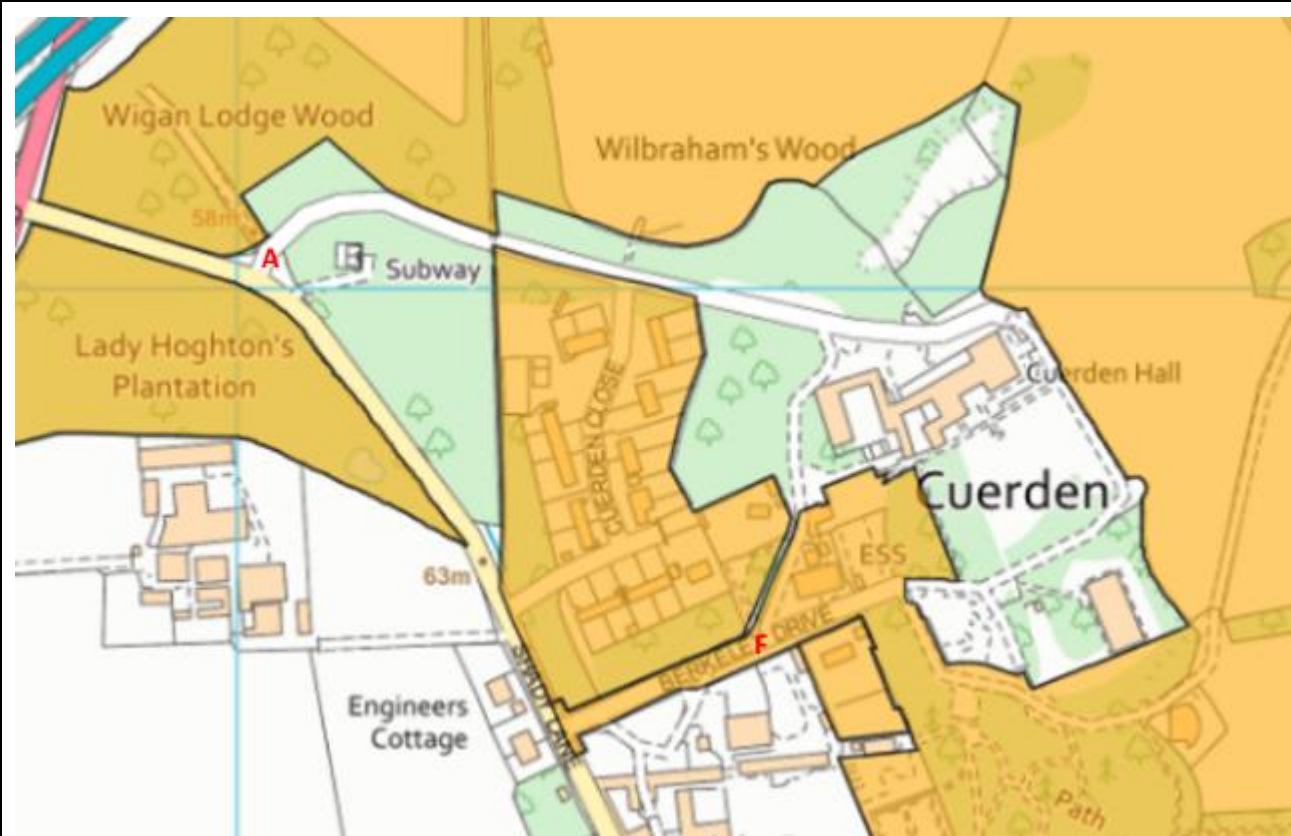 Wigan Lodge Wood
Wilbraham's Wood
58m
A
Subway
Lady Hoghton's
Plantation
CUERDEN CLOSE
Cuerden Hall
Cuerden
ESS
63m
F
BERKELEY DRIVE
Engineers
Cottage
LANE
Path